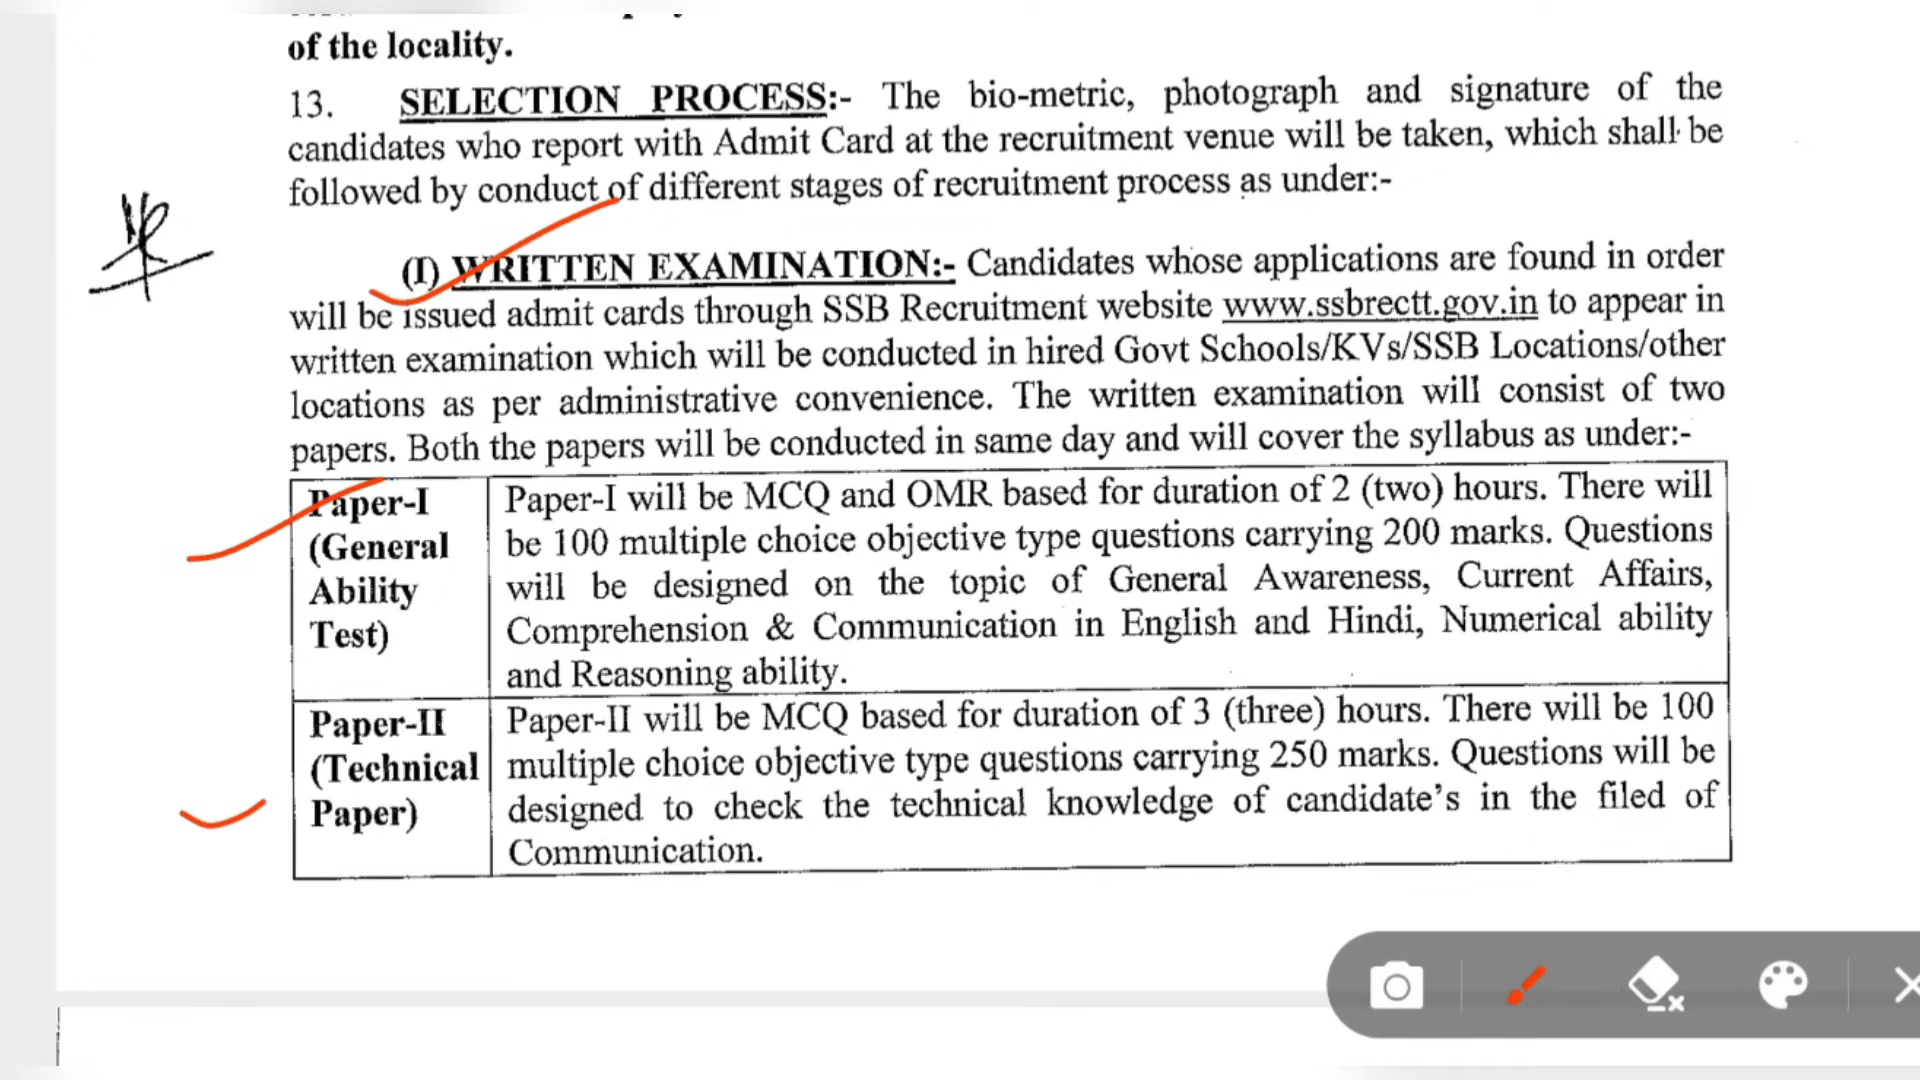 of the locality.
13. SELECTION PROCESS:- The bio-metric, photograph and signature of the
candidates who report with Admit Card at the recruitment venue will be taken, which shall be
followed by conduct of different stages of recruitment process as under:-
(I) WRITTEN EXAMINATION:- Candidates whose applications are found in order
will be issued admit cards through SSB Recruitment website www.ssbrectt.gov.in to appear in
written examination which will be conducted in hired Govt Schools/KVs/SSB Locations/other
locations as per administrative convenience. The written examination will consist of two
papers. Both the papers will be conducted in same day and will cover the syllabus as under:-
Paper-I
(General
Ability
Test)
Paper-I will be MCQ and OMR based for duration of 2 (two) hours. There will
be 100 multiple choice objective type questions carrying 200 marks. Questions
will be designed on the topic of General Awareness, Current Affairs,
Comprehension & Communication in English and Hindi, Numerical ability
and Reasoning ability.
Paper-II
(Technical
Paper)
Paper-II will be MCQ based for duration of 3 (three) hours. There will be 100
multiple choice objective type questions carrying 250 marks. Questions will be
designed to check the technical knowledge of candidate's in the filed of
Communication.